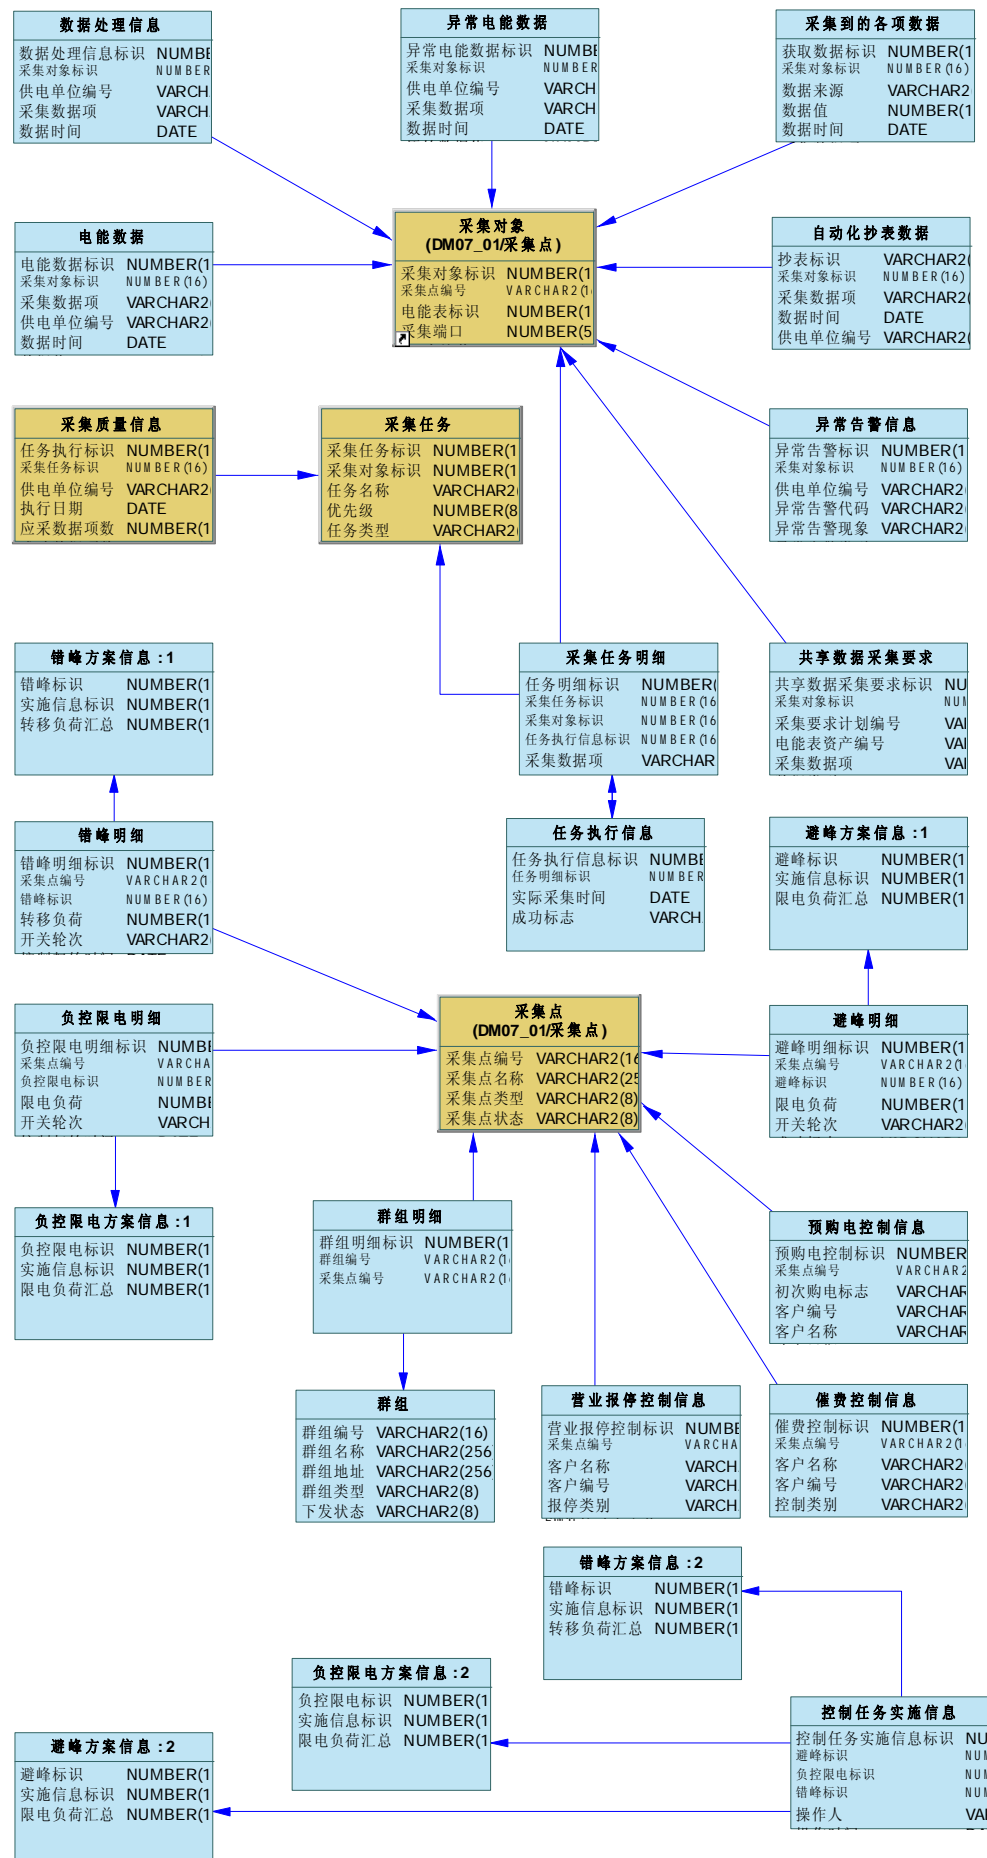 数据处理信息
数据处理信息标识 NUMBE
采集对象标识 NUMBER
供电单位编号 VARCH
采集数据项 VARCH
数据时间 DATE
异常电能数据
异常电能数据标识 NUMBE
采集对象标识 NUMBER
供电单位编号 VARCH
采集数据项 VARCH
数据时间 DATE
采集到的各项数据
获取数据标识 NUMBER(1
采集对象标识 NUMBER(16)
数据来源 VARCHAR2
数据值 NUMBER(1
数据时间 DATE
电能数据
电能数据标识 NUMBER(1
采集对象标识 NUMBER(16)
采集数据项 VARCHAR2(
供电单位编号 VARCHAR2(
数据时间 DATE
采集对象
(DM07_01/采集点)
采集对象标识 NUMBER(1
采集点编号 VARCHAR2(1
电能表标识 NUMBER(1
采集端口 NUMBER(5
自动化抄表数据
抄表标识 VARCHAR2(
采集对象标识 NUMBER(16)
采集数据项 VARCHAR2(
数据时间 DATE
供电单位编号 VARCHAR2(
采集质量信息
任务执行标识 NUMBER(1
采集任务标识 NUMBER(16)
供电单位编号 VARCHAR2(
执行日期 DATE
应采数据项数 NUMBER(1
采集任务
采集任务标识 NUMBER(1
采集对象标识 NUMBER(1
任务名称 VARCHAR2(
优先级 NUMBER(8
任务类型 VARCHAR2(
异常告警信息
异常告警标识 NUMBER(1
采集对象标识 NUMBER(16)
供电单位编号 VARCHAR2(
异常告警代码 VARCHAR2(
异常告警现象 VARCHAR2(
错峰方案信息:1
错峰标识 NUMBER(1
实施信息标识 NUMBER(1
转移负荷汇总 NUMBER(1
采集任务明细
任务明细标识 NUMBER(
采集任务标识 NUMBER(16
采集对象标识 NUMBER(16
任务执行信息标识 NUMBER(16
采集数据项 VARCHAR
共享数据采集要求
共享数据采集要求标识 NU
采集对象标识 NUM
采集要求计划编号 VAI
电能表资产编号 VAI
采集数据项 VAI
错峰明细
错峰明细标识 NUMBER(1
采集点编号 VARCHAR2(1
错峰标识 NUMBER(16)
转移负荷 NUMBER(1
开关轮次 VARCHAR2(
任务执行信息
任务执行信息标识 NUMBE
任务明细标识 NUMBER
实际采集时间 DATE
成功标志 VARCH
避峰方案信息:1
避峰标识 NUMBER(1
实施信息标识 NUMBER(1
限电负荷汇总 NUMBER(1
负控限电明细
负控限电明细标识 NUMBE
采集点编号 VARCHA
负控限电标识 NUMBER
限电负荷 NUMBE
开关轮次 VARCH
采集点
(DM07_01/采集点)
采集点编号 VARCHAR2(16
采集点名称 VARCHAR2(25
采集点类型 VARCHAR2(8)
采集点状态 VARCHAR2(8)
避峰明细
避峰明细标识 NUMBER(1
采集点编号 VARCHAR2(1
避峰标识 NUMBER(16)
限电负荷 NUMBER(1
开关轮次 VARCHAR2(
负控限电方案信息:1
负控限电标识 NUMBER(1
实施信息标识 NUMBER(1
限电负荷汇总 NUMBER(1
群组明细
群组明细标识 NUMBER(1
群组编号 VARCHAR2(1
采集点编号 VARCHAR2(1
预购电控制信息
预购电控制标识 NUMBER
采集点编号 VARCHAR2
初次购电标志 VARCHAR
客户编号 VARCHAR
客户名称 VARCHAR
群组
群组编号 VARCHAR2(16)
群组名称 VARCHAR2(256
群组地址 VARCHAR2(256
群组类型 VARCHAR2(8)
下发状态 VARCHAR2(8)
营业报停控制信息
营业报停控制标识 NUMBE
采集点编号 VARCHA
客户名称 VARCH
客户编号 VARCH
报停类别 VARCH
催费控制信息
催费控制标识 NUMBER(1
采集点编号 VARCHAR2(1
客户名称 VARCHAR2(
客户编号 VARCHAR2(
控制类别 VARCHAR2(
错峰方案信息:2
错峰标识 NUMBER(1
实施信息标识 NUMBER(1
转移负荷汇总 NUMBER(1
负控限电方案信息:2
负控限电标识 NUMBER(1
实施信息标识 NUMBER(1
限电负荷汇总 NUMBER(1
控制任务实施信息
控制任务实施信息标识 NU
避峰标识 NUM
负控限电标识 NUM
错峰标识 NUM
操作人 VAI
避峰方案信息:2
避峰标识 NUMBER(1
实施信息标识 NUMBER(1
限电负荷汇总 NUMBER(1